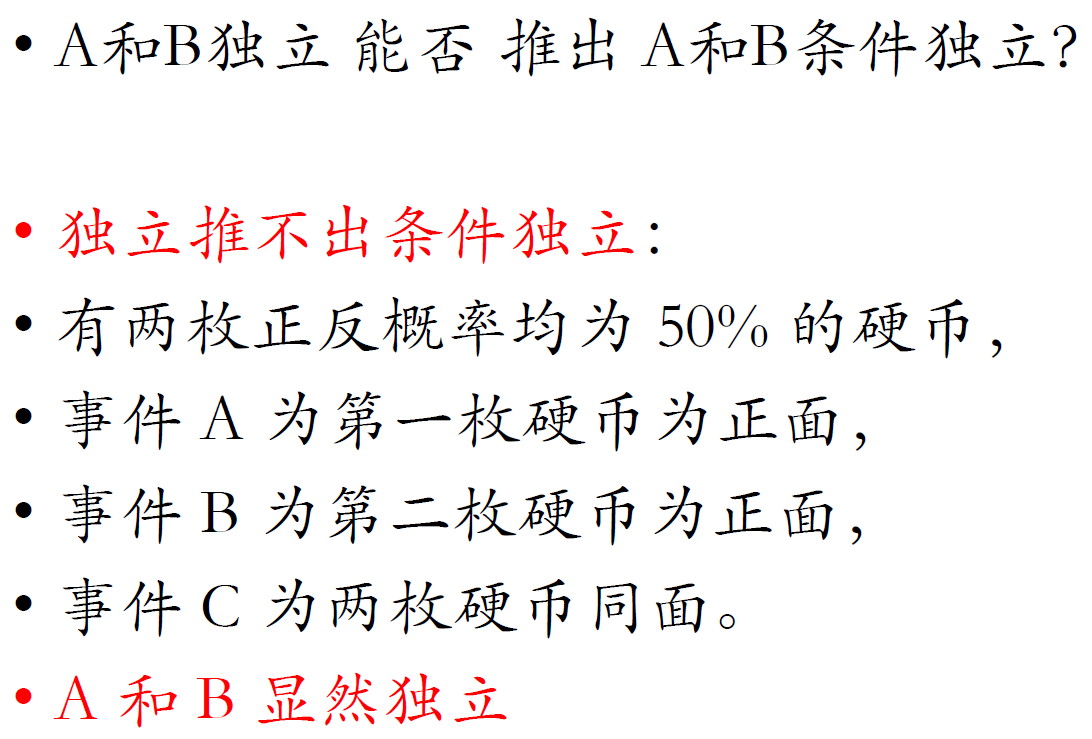 • A和B独立 能否 推出 A和B条件独立?
• 独立推不出条件独立:
• 有两枚正反概率均为 50% 的硬币,
• 事件 A 为第一枚硬币为正面,
• 事件 B 为第二枚硬币为正面,
• 事件 C 为两枚硬币同面。
• A 和 B 显然独立